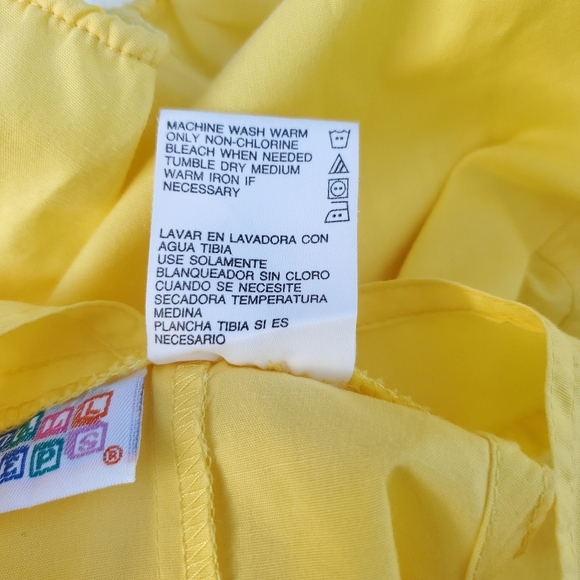 MACHINE WASH WARM
ONLY NON-CHLORINE
BLEACH WHEN NEEDED
TUMBLE DRY MEDIUM
WARM IRON IF
NECESSARY
LAVAR EN LAVADORA CON
AGUA TIBIA
USE SOLAMENTE
BLANQUEADOR SIN CLORO
CUANDO SE NECESITE
SECADORA TEMPERATURA
MEDINA
PLANCHA TIBIA SI ES
NECESARIO
LL
EPS®